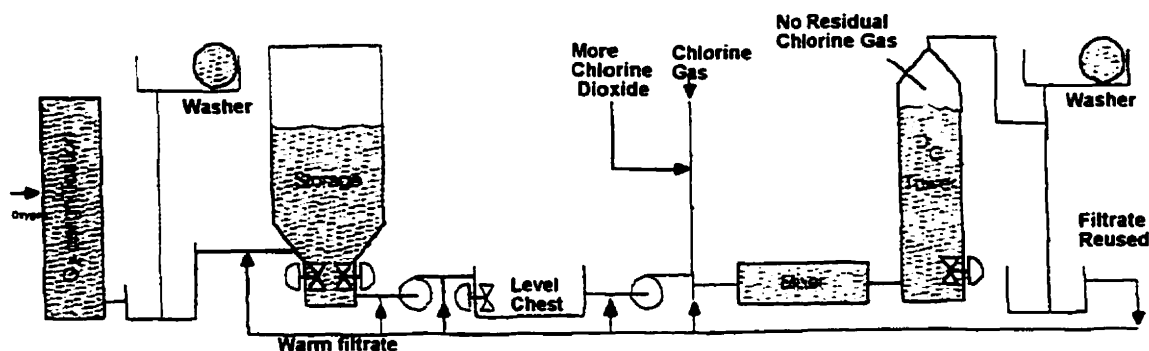 Washer
Oxygen
Storage
Level
Chest
Warm filtrate
More
Chlorine
Dioxide
Chlorine
Gas
No Residual
Chlorine Gas
Tower
Washer
Filtrate
Reused